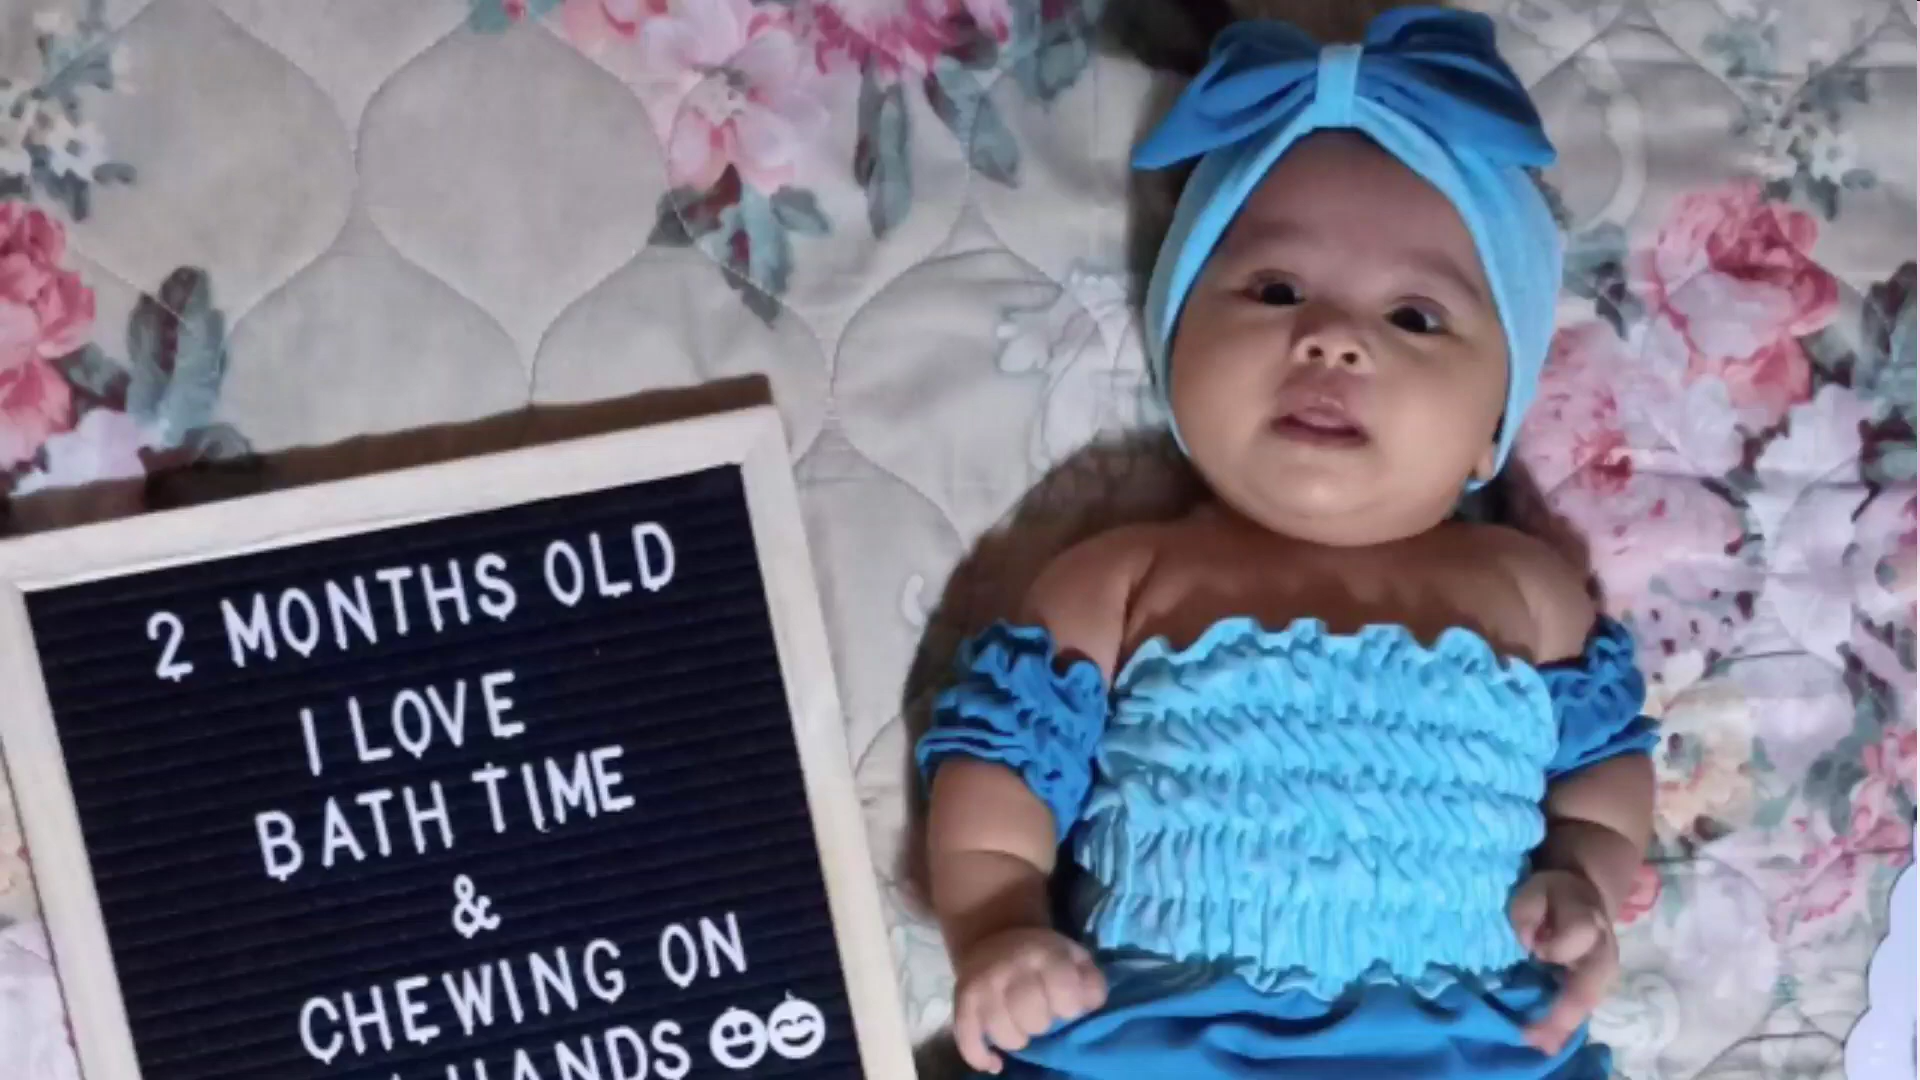 2 MONTHS OLD
I LOVE
BATH TIME
&
CHEWING ON
HANDS